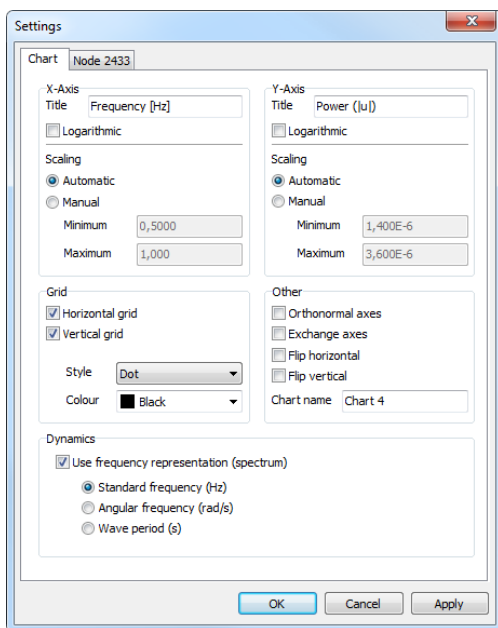 Settings
Chart
Node 2433
X-Axis
Title Frequency [Hz]
Logarithmic
Scaling
Automatic
Manual
Minimum 0,5000
Maximum 1,000
Y-Axis
Title Power (|u|)
Logarithmic
Scaling
Automatic
Manual
Minimum 1,400E-6
Maximum 3,600E-6
Grid
Horizontal grid
Vertical grid
Style Dot
Colour Black
Other
Orthonormal axes
Exchange axes
Flip horizontal
Flip vertical
Chart name Chart 4
Dynamics
Use frequency representation (spectrum)
Standard frequency (Hz)
Angular frequency (rad/s)
Wave period (s)
OK
Cancel
Apply